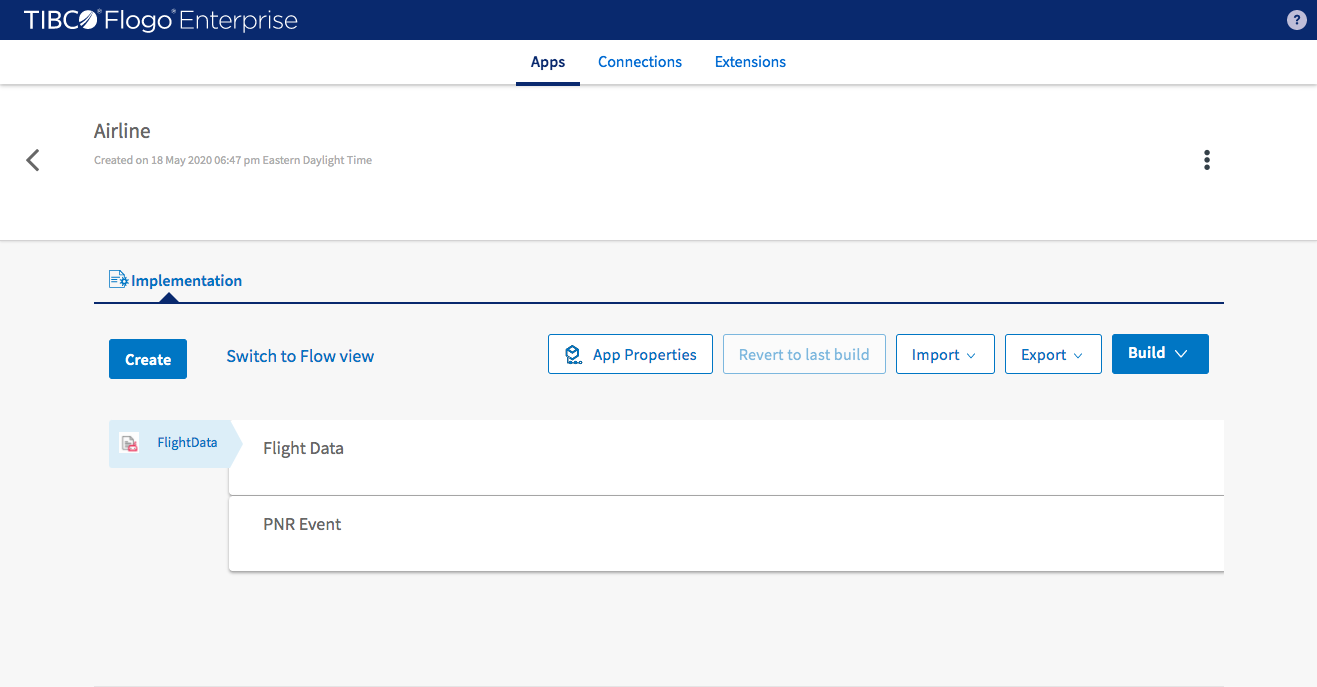 TIBCO® Flogo® Enterprise
?
Apps Connections Extensions
Airline
Created on 18 May 2020 06:47 pm Eastern Daylight Time
Implementation
Create Switch to Flow view App Properties Revert to last build Import Export Build
FlightData Flight Data
PNR Event